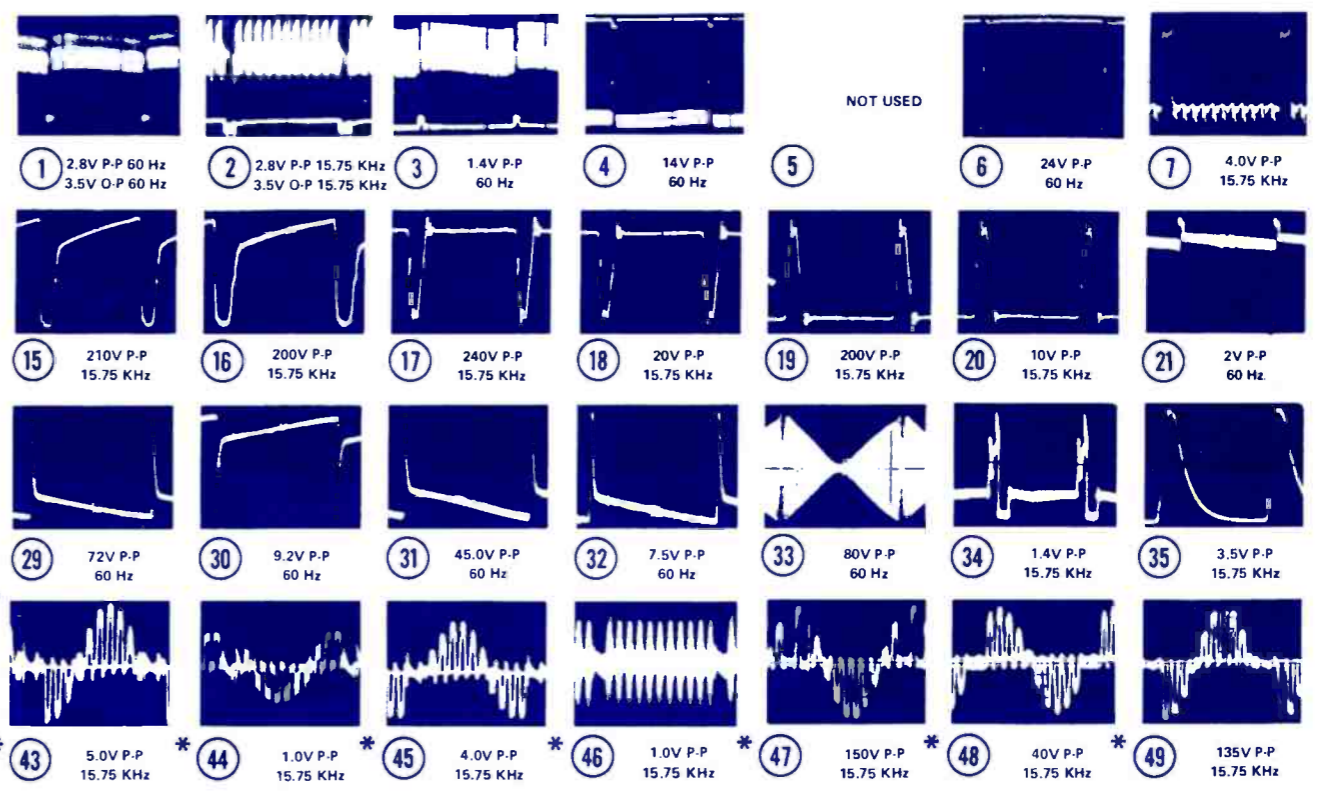 NOT USED
1 2.8V P-P 60 Hz
3.5V O-P 60 Hz
2 2.8V P-P 15.75 KHz
3.5V O-P 15.75 KHz
3 1.4V P-P
60 Hz
4 14V P-P
60 Hz
5
6 24V P-P
60 Hz
7 4.0V P-P
15.75 KHz
15 210V P-P
15.75 KHz
16 200V P-P
15.75 KHz
17 240V P-P
15.75 KHz
18 20V P-P
15.75 KHz
19 200V P-P
15.75 KHz
20 10V P-P
15.75 KHz
21 2V P-P
60 Hz.
29 72V P-P
60 Hz
30 9.2V P-P
60 Hz
31 45.0V P-P
60 Hz
32 7.5V P-P
60 Hz
33 80V P-P
60 Hz
34 1.4V P-P
15.75 KHz
35 3.5V P-P
15.75 KHz
* 43 5.0V P-P
15.75 KHz
* 44 1.0V P-P
15.75 KHz
* 45 4.0V P-P
15.75 KHz
* 46 1.0V P-P
15.75 KHz
* 47 150V P-P
15.75 KHz
* 48 40V P-P
15.75 KHz
* 49 135V P-P
15.75 KHz